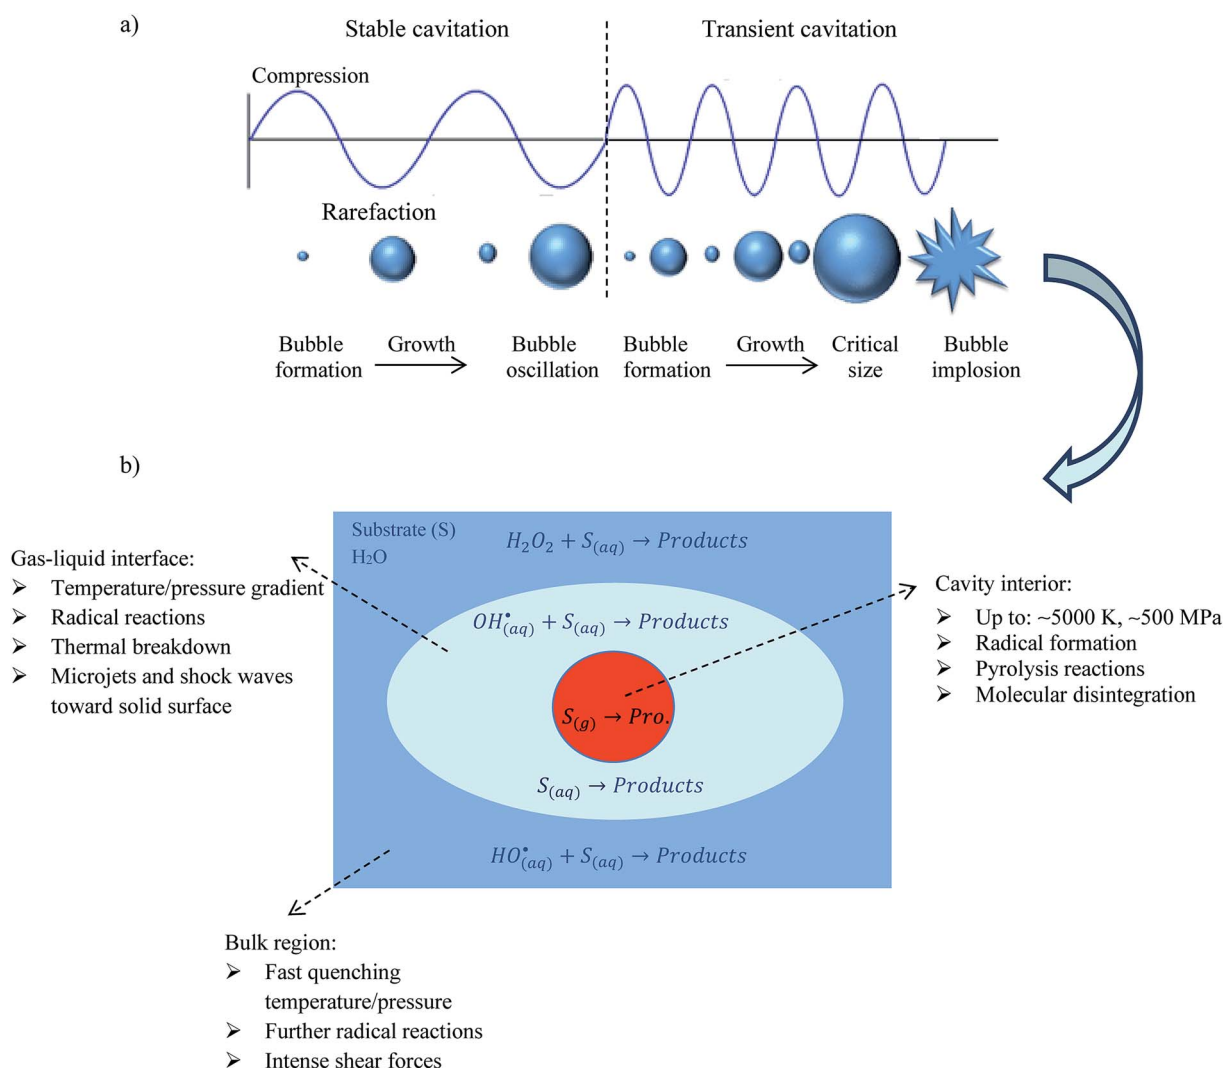 a)
Stable cavitation
Transient cavitation
Compression
Rarefaction
Bubble
formation
Growth
Bubble
oscillation
Bubble
formation
Growth
Critical
size
Bubble
implosion
b)
Substrate (S)
H₂O
H₂O₂ + S₍aq₎ → Products
OH•₍aq₎ + S₍aq₎ → Products
S₍g₎ → Pro.
S₍aq₎ → Products
HO•₍aq₎ + S₍aq₎ → Products
Gas-liquid interface:
➢ Temperature/pressure gradient
➢ Radical reactions
➢ Thermal breakdown
➢ Microjets and shock waves
toward solid surface
Cavity interior:
➢ Up to: ~5000 K, ~500 MPa
➢ Radical formation
➢ Pyrolysis reactions
➢ Molecular disintegration
Bulk region:
➢ Fast quenching
temperature/pressure
➢ Further radical reactions
➢ Intense shear forces